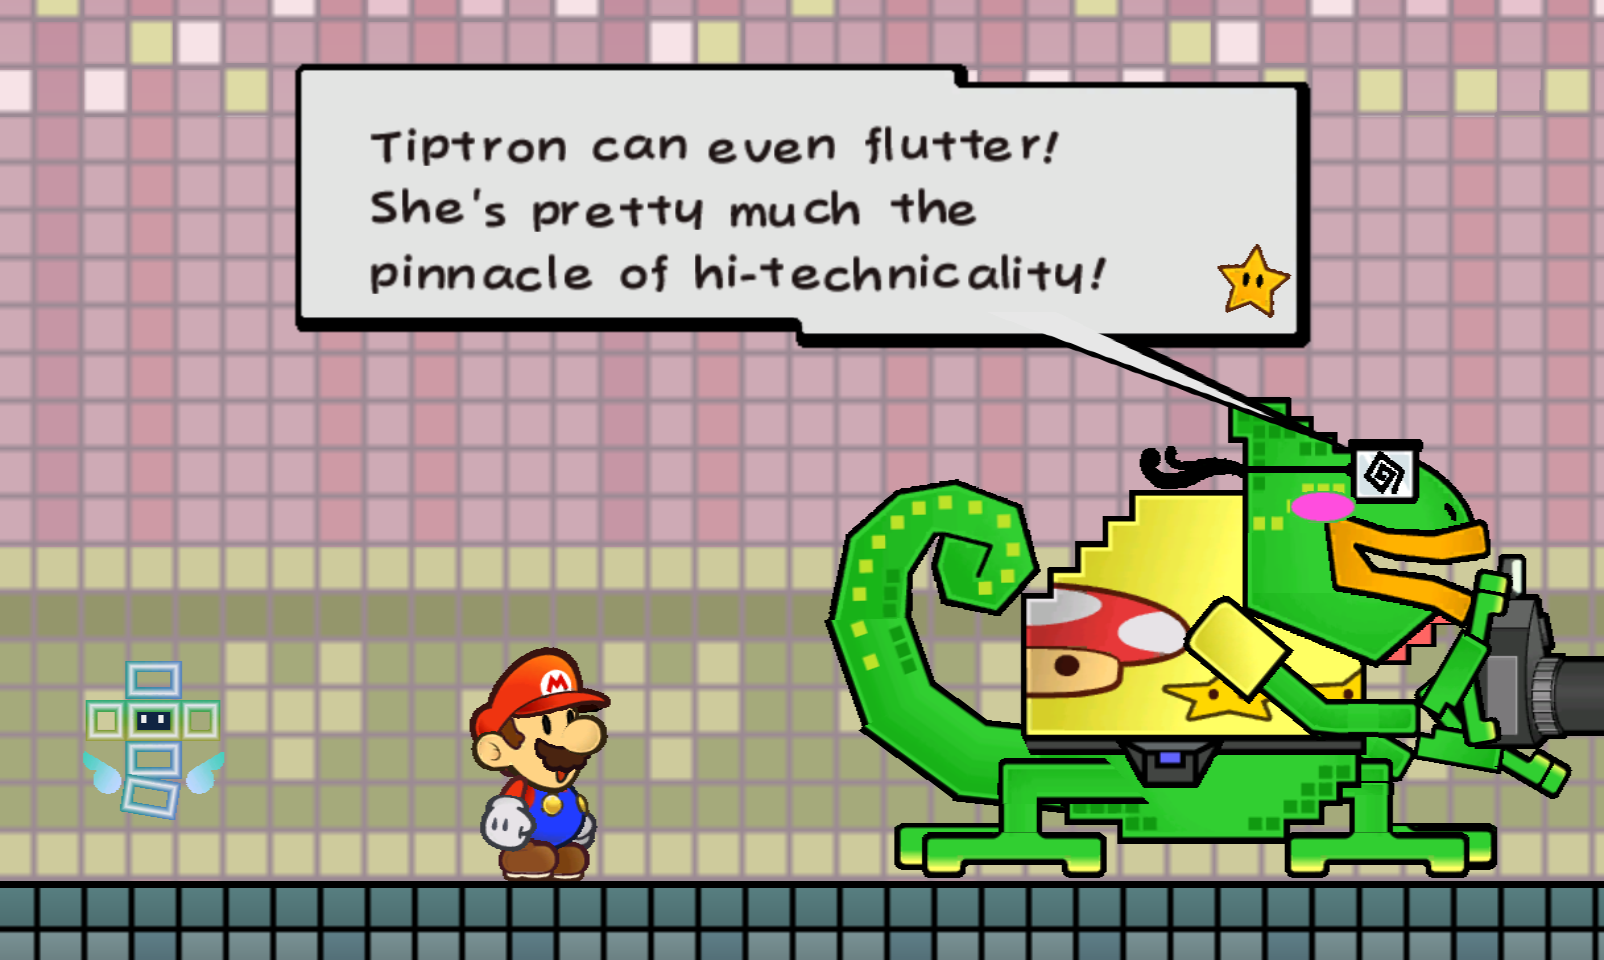 Tiptron can even flutter!
She's pretty much the
pinnacle of hi-technicality!
M